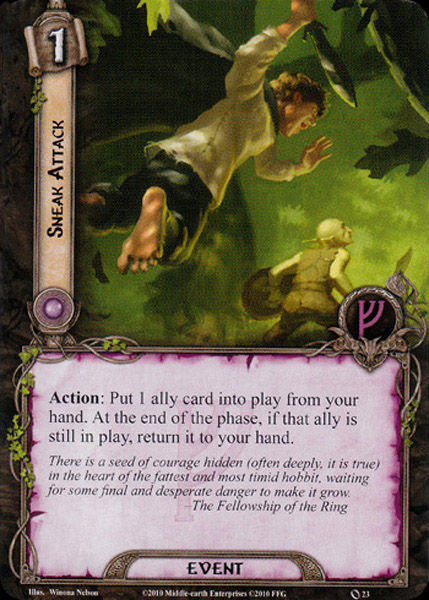 1
SNEAK ATTACK
Action: Put 1 ally card into play from your
hand. At the end of the phase, if that ally is
still in play, return it to your hand.
There is a seed of courage hidden (often deeply, it is true)
in the heart of the fattest and most timid hobbit, waiting
for some final and desperate danger to make it grow.
–The Fellowship of the Ring
EVENT
Illus. -Winona Nelson ©2010 Middle-earth Enterprises ©2010 FFG 23